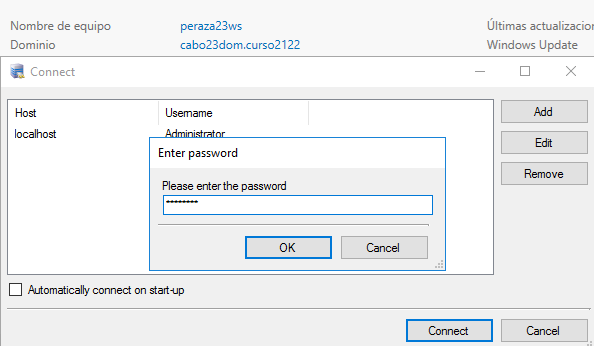 Nombre de equipo peraza23ws Últimas actualizacion
Dominio cabo23dom.curso2122 Windows Update
Connect
Host Username Add
localhost Administrator
Edit
Remove
Enter password
Please enter the password
********
OK Cancel
Automatically connect on start-up
Connect Cancel